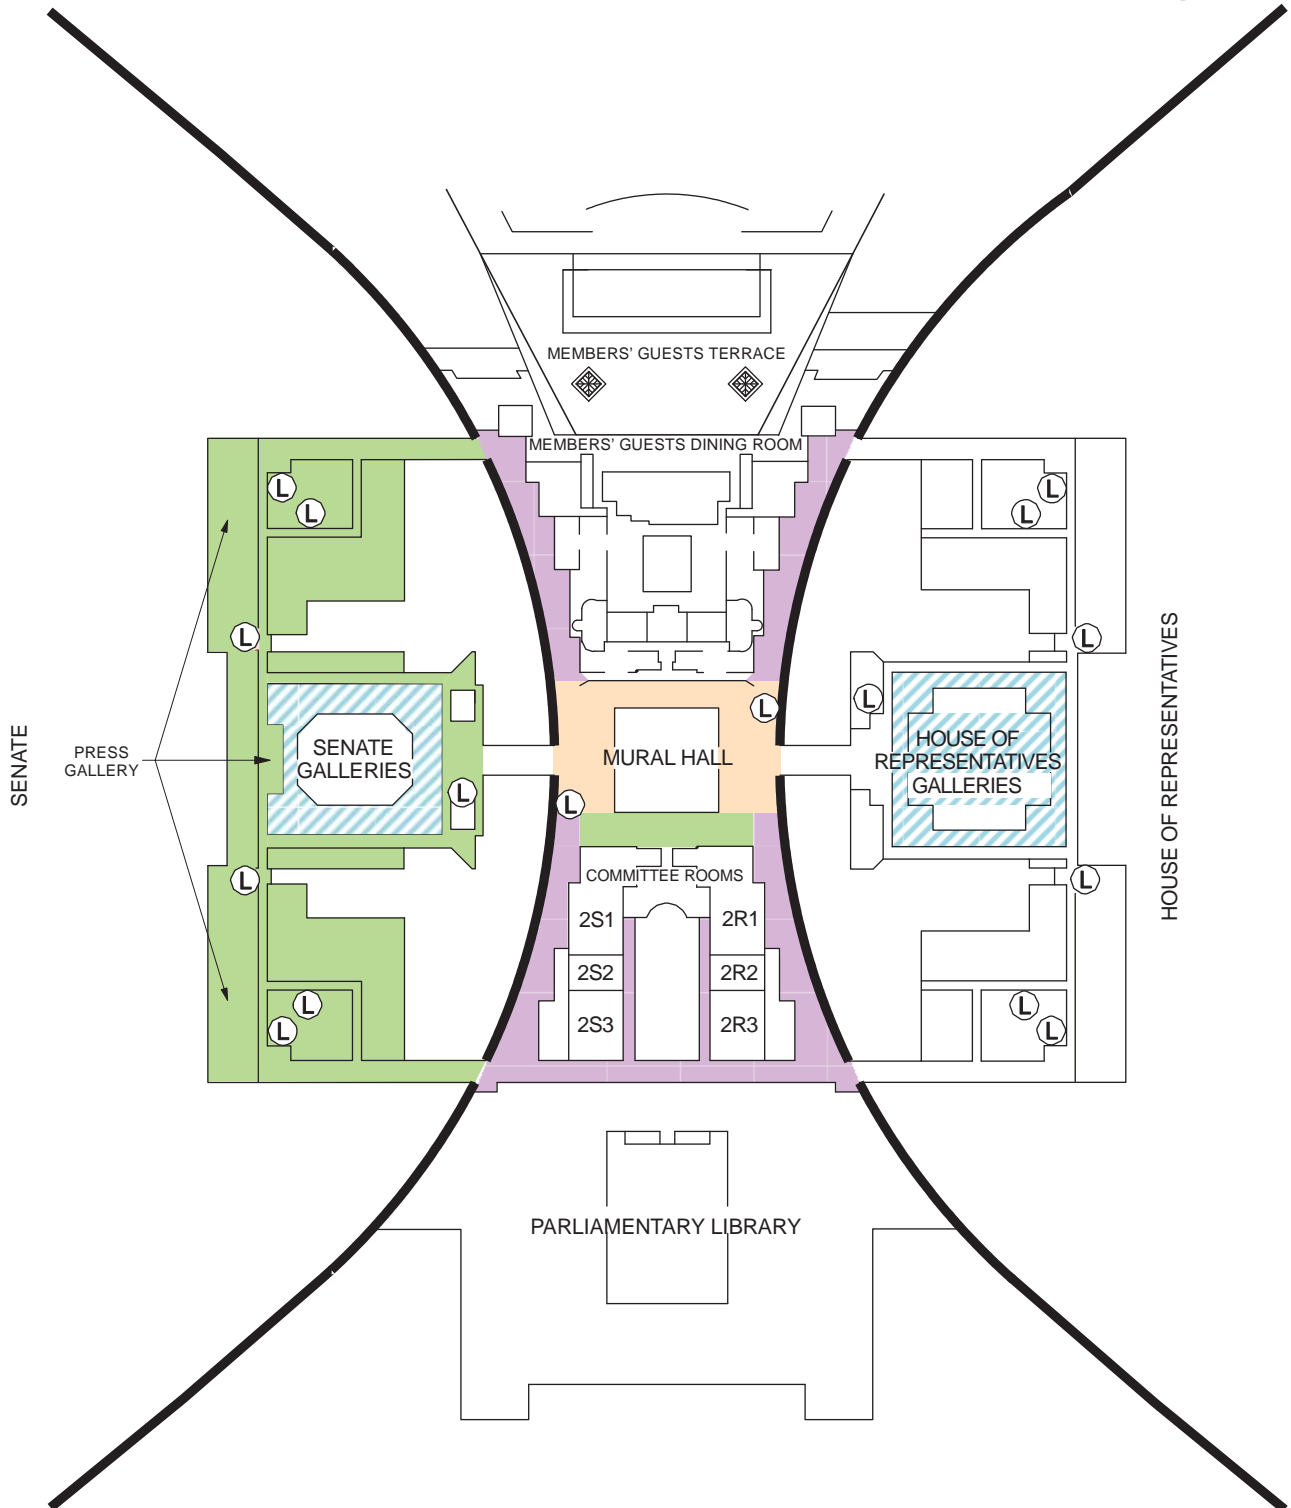 MEMBERS' GUESTS TERRACE
MEMBERS' GUESTS DINING ROOM
L
L
L
L
L
L
HOUSE OF REPRESENTATIVES
SENATE
PRESS
GALLERY
SENATE
GALLERIES
L
L
MURAL HALL
L
L
HOUSE OF
REPRESENTATIVES
GALLERIES
L
L
COMMITTEE ROOMS
2S1
2R1
2S2
2R2
2S3
2R3
L
L
L
L
PARLIAMENTARY LIBRARY